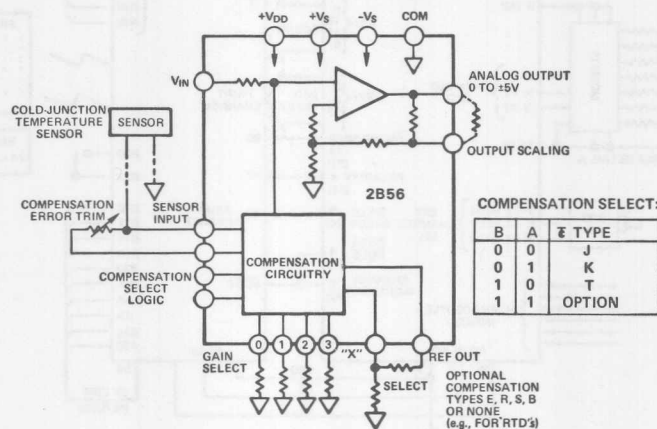 +VDD +VS -VS COM
VIN
ANALOG OUTPUT
0 TO ±5V
COLD-JUNCTION
TEMPERATURE
SENSOR
SENSOR
OUTPUT SCALING
2B56
COMPENSATION
ERROR TRIM
SENSOR
INPUT
COMPENSATION
SELECT
LOGIC
COMPENSATION
CIRCUITRY
COMPENSATION SELECT:
B A TYPE
0 0 J
0 1 K
1 0 T
1 1 OPTION
GAIN
SELECT
0 1 2 3 "X"
REF OUT
SELECT
OPTIONAL
COMPENSATION
TYPES E, R, S, B
OR NONE
(e.g., FOR RTD's)